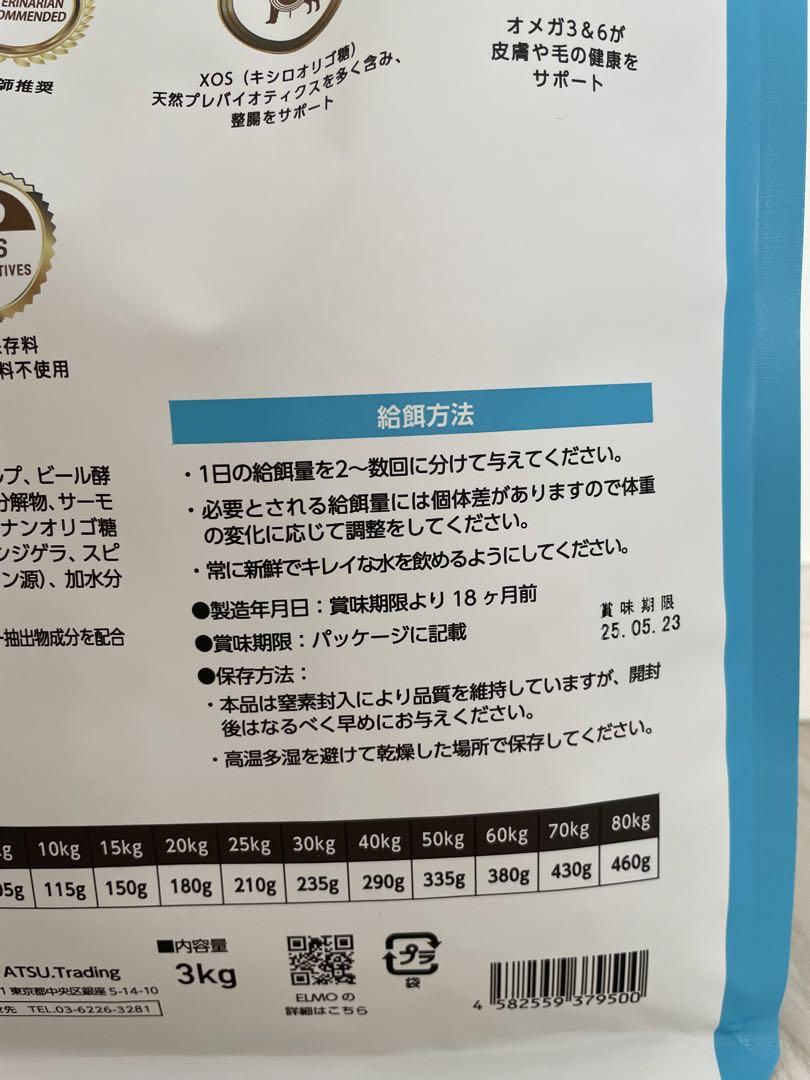 ERINARIAN
OMMENDED
師推奨
XOS（キシロオリゴ糖）
天然プレバイオティクスを多く含み、
整腸をサポート
オメガ3&6が
皮膚や毛の健康を
サポート
S
TIVES
存料
料不使用
給餌方法
・1日の給餌量を2〜数回に分けて与えてください。
・必要とされる給餌量には個体差がありますので体重
の変化に応じて調整をしてください。
・常に新鮮でキレイな水を飲めるようにしてください。
●製造年月日：賞味期限より 18 ヶ月前
●賞味期限：パッケージに記載
賞味期限
25.05.23
●保存方法：
・本品は窒素封入により品質を維持していますが、開封
後はなるべく早めにお与えください。
・高温多湿を避けて乾燥した場所で保存してください。
ルプ、ビール酵
分解物、サーモ
ナンオリゴ糖
ンジゲラ、スピ
ン源）、加水分
ー抽出物成分を配合
g 10kg 15kg 20kg 25kg 30kg 40kg 50kg 60kg 70kg 80kg
05g 115g 150g 180g 210g 235g 290g 335g 380g 430g 460g
ATSU.Trading
1 東京都中央区銀座 5-14-10
せ先 TEL.03-6226-3281
■内容量
3kg
ELMO の
詳細はこちら
プラ
袋
4 582559 379500